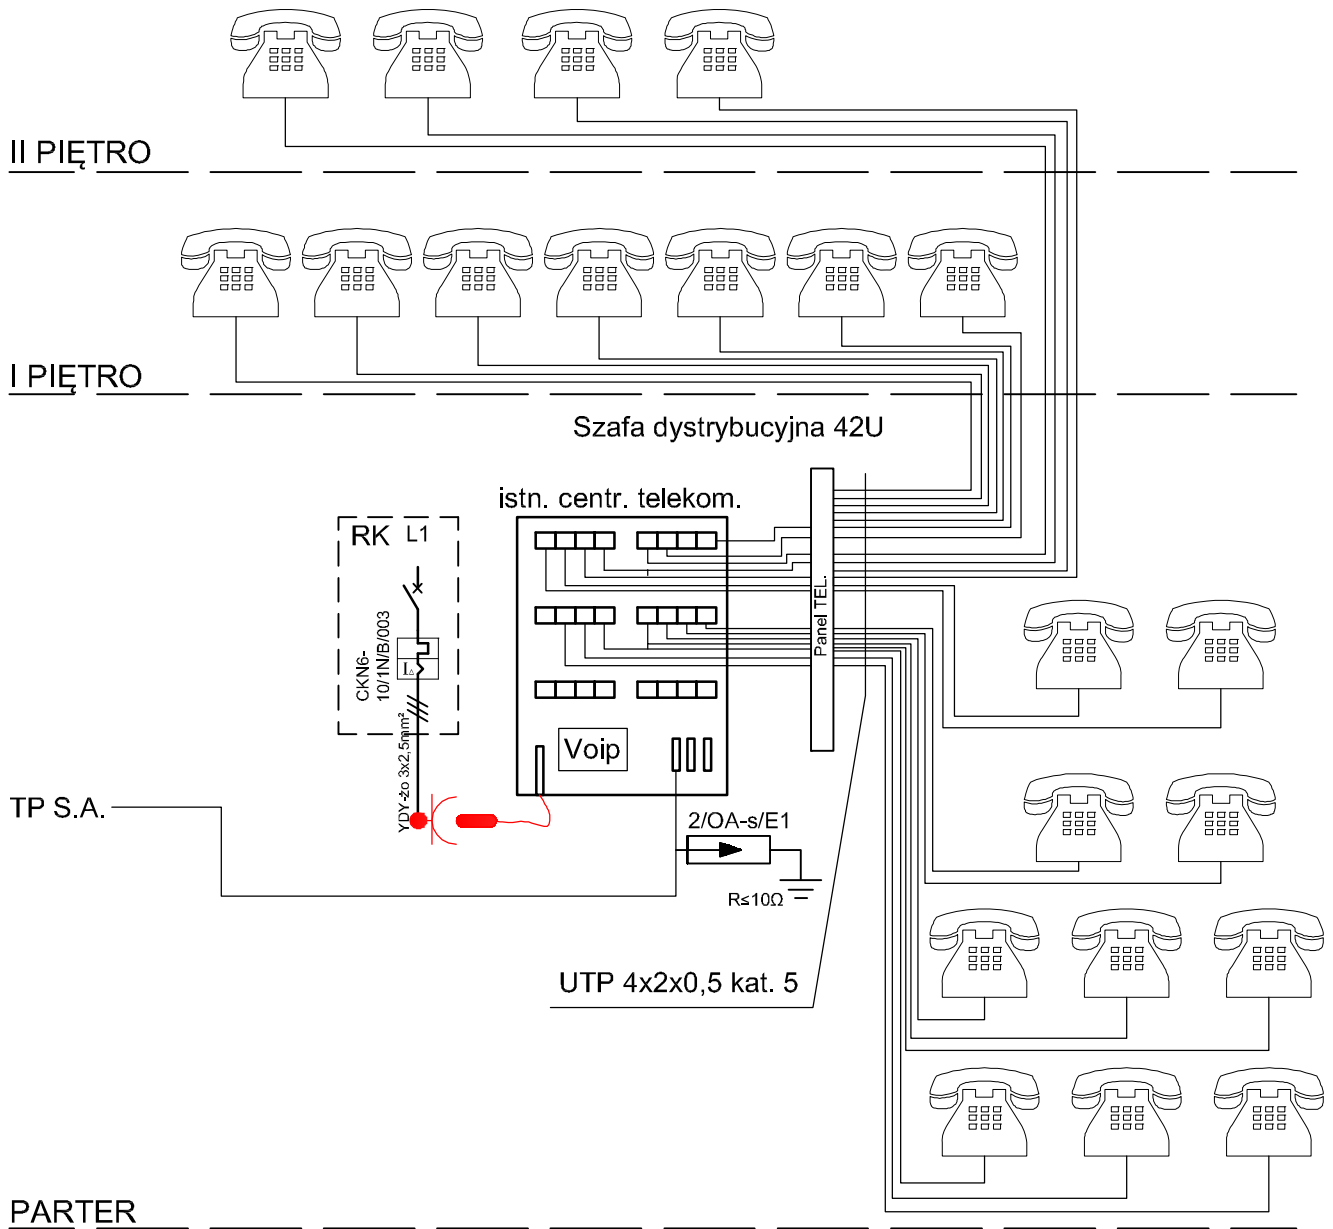 II PIĘTRO
I PIĘTRO
Szafa dystrybucyjna 42U
istn. centr. telekom.
RK L1
CKN6-
10/1N/B/003
I△
Panel TEL.
YDY-żo 3x2,5mm²
Voip
TP S.A.
2/OA-s/E1
R≤10Ω
UTP 4x2x0,5 kat. 5
PARTER